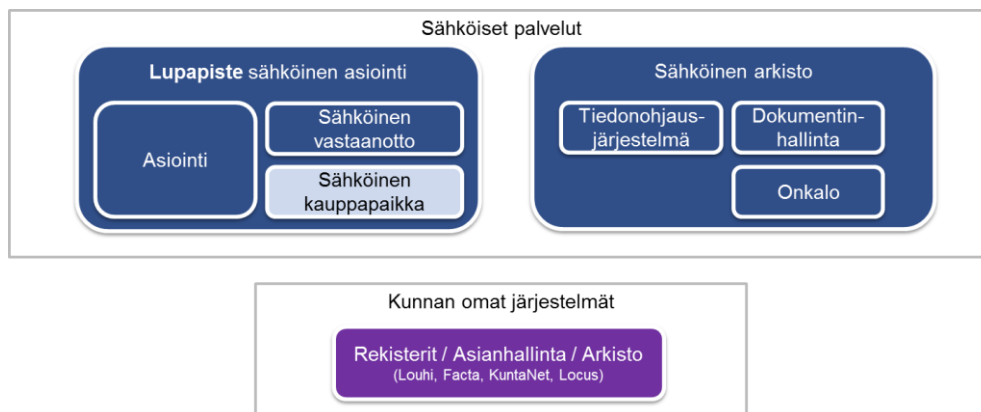 Sähköiset palvelut
Lupapiste sähköinen asiointi
Asiointi
Sähköinen
vastaanotto
Sähköinen
kauppapaikka
Sähköinen arkisto
Tiedonohjaus-
järjestelmä
Dokumentin-
hallinta
Onkalo
Kunnan omat järjestelmät
Rekisterit / Asianhallinta / Arkisto
(Louhi, Facta, KuntaNet, Locus)